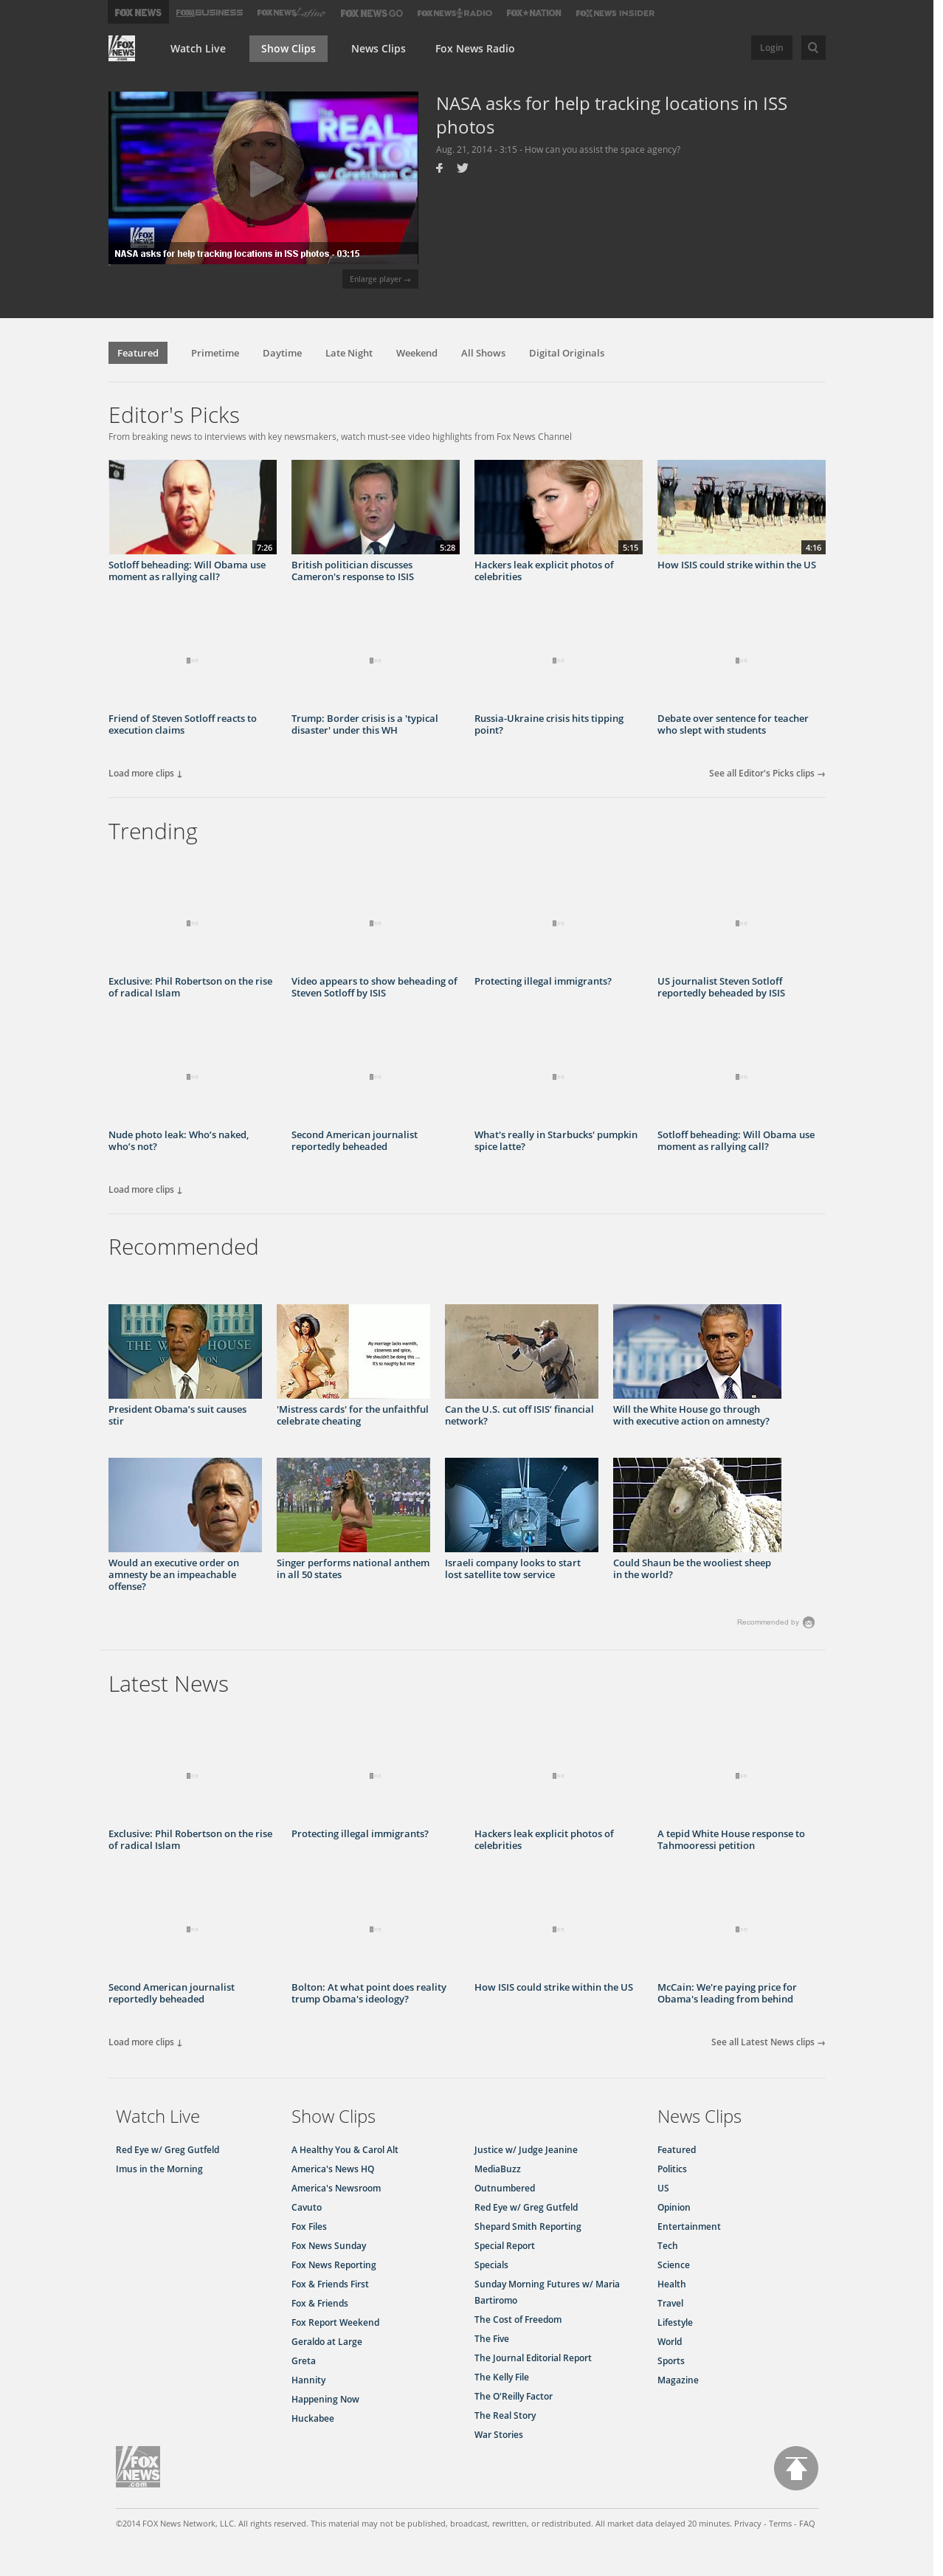 FOX NEWS
FOX BUSINESS
FOX NEWS Latino
FOX NEWS GO
FOX NEWS RADIO
FOX NATION
FOX NEWS INSIDER
FOX NEWS .com
Watch Live
Show Clips
News Clips
Fox News Radio
Login
REAL
STO
w/ Gretchen Ca
FOX NEWS
NASA asks for help tracking locations in ISS photos - 03:15
Enlarge player →
NASA asks for help tracking locations in ISS
photos
Aug. 21, 2014 - 3:15 - How can you assist the space agency?
Featured
Primetime
Daytime
Late Night
Weekend
All Shows
Digital Originals
Editor's Picks
From breaking news to interviews with key newsmakers, watch must-see video highlights from Fox News Channel
7:26
5:28
5:15
4:16
Sotloff beheading: Will Obama use
moment as rallying call?
British politician discusses
Cameron's response to ISIS
Hackers leak explicit photos of
celebrities
How ISIS could strike within the US
Friend of Steven Sotloff reacts to
execution claims
Trump: Border crisis is a 'typical
disaster' under this WH
Russia-Ukraine crisis hits tipping
point?
Debate over sentence for teacher
who slept with students
Load more clips ↓
See all Editor's Picks clips →
Trending
Exclusive: Phil Robertson on the rise
of radical Islam
Video appears to show beheading of
Steven Sotloff by ISIS
Protecting illegal immigrants?
US journalist Steven Sotloff
reportedly beheaded by ISIS
Nude photo leak: Who’s naked,
who’s not?
Second American journalist
reportedly beheaded
What's really in Starbucks' pumpkin
spice latte?
Sotloff beheading: Will Obama use
moment as rallying call?
Load more clips ↓
Recommended
My marriage lacks warmth,
closeness and spice,
We shouldn't be doing this ....
It's so naughty but nice
President Obama’s suit causes
stir
'Mistress cards' for the unfaithful
celebrate cheating
Can the U.S. cut off ISIS’ financial
network?
Will the White House go through
with executive action on amnesty?
Would an executive order on
amnesty be an impeachable
offense?
Singer performs national anthem
in all 50 states
Israeli company looks to start
lost satellite tow service
Could Shaun be the wooliest sheep
in the world?
Recommended by
Latest News
Exclusive: Phil Robertson on the rise
of radical Islam
Protecting illegal immigrants?
Hackers leak explicit photos of
celebrities
A tepid White House response to
Tahmooressi petition
Second American journalist
reportedly beheaded
Bolton: At what point does reality
trump Obama's ideology?
How ISIS could strike within the US
McCain: We're paying price for
Obama's leading from behind
Load more clips ↓
See all Latest News clips →
Watch Live
Red Eye w/ Greg Gutfeld
Imus in the Morning
Show Clips
A Healthy You & Carol Alt
America's News HQ
America's Newsroom
Cavuto
Fox Files
Fox News Sunday
Fox News Reporting
Fox & Friends First
Fox & Friends
Fox Report Weekend
Geraldo at Large
Greta
Hannity
Happening Now
Huckabee
Justice w/ Judge Jeanine
MediaBuzz
Outnumbered
Red Eye w/ Greg Gutfeld
Shepard Smith Reporting
Special Report
Specials
Sunday Morning Futures w/ Maria
Bartiromo
The Cost of Freedom
The Five
The Journal Editorial Report
The Kelly File
The O'Reilly Factor
The Real Story
War Stories
News Clips
Featured
Politics
US
Opinion
Entertainment
Tech
Science
Health
Travel
Lifestyle
World
Sports
Magazine
FOX NEWS .com
©2014 FOX News Network, LLC. All rights reserved. This material may not be published, broadcast, rewritten, or redistributed. All market data delayed 20 minutes. Privacy - Terms - FAQ